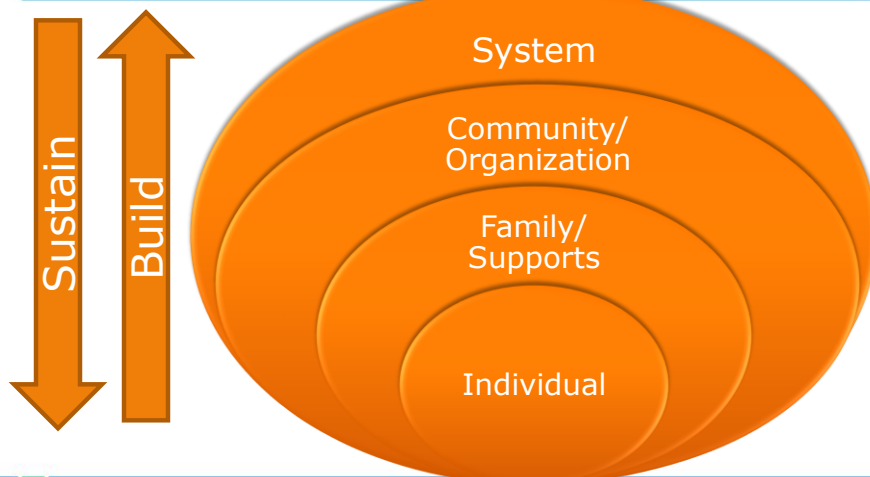 Sustain
Build
System
Community/
Organization
Family/
Supports
Individual